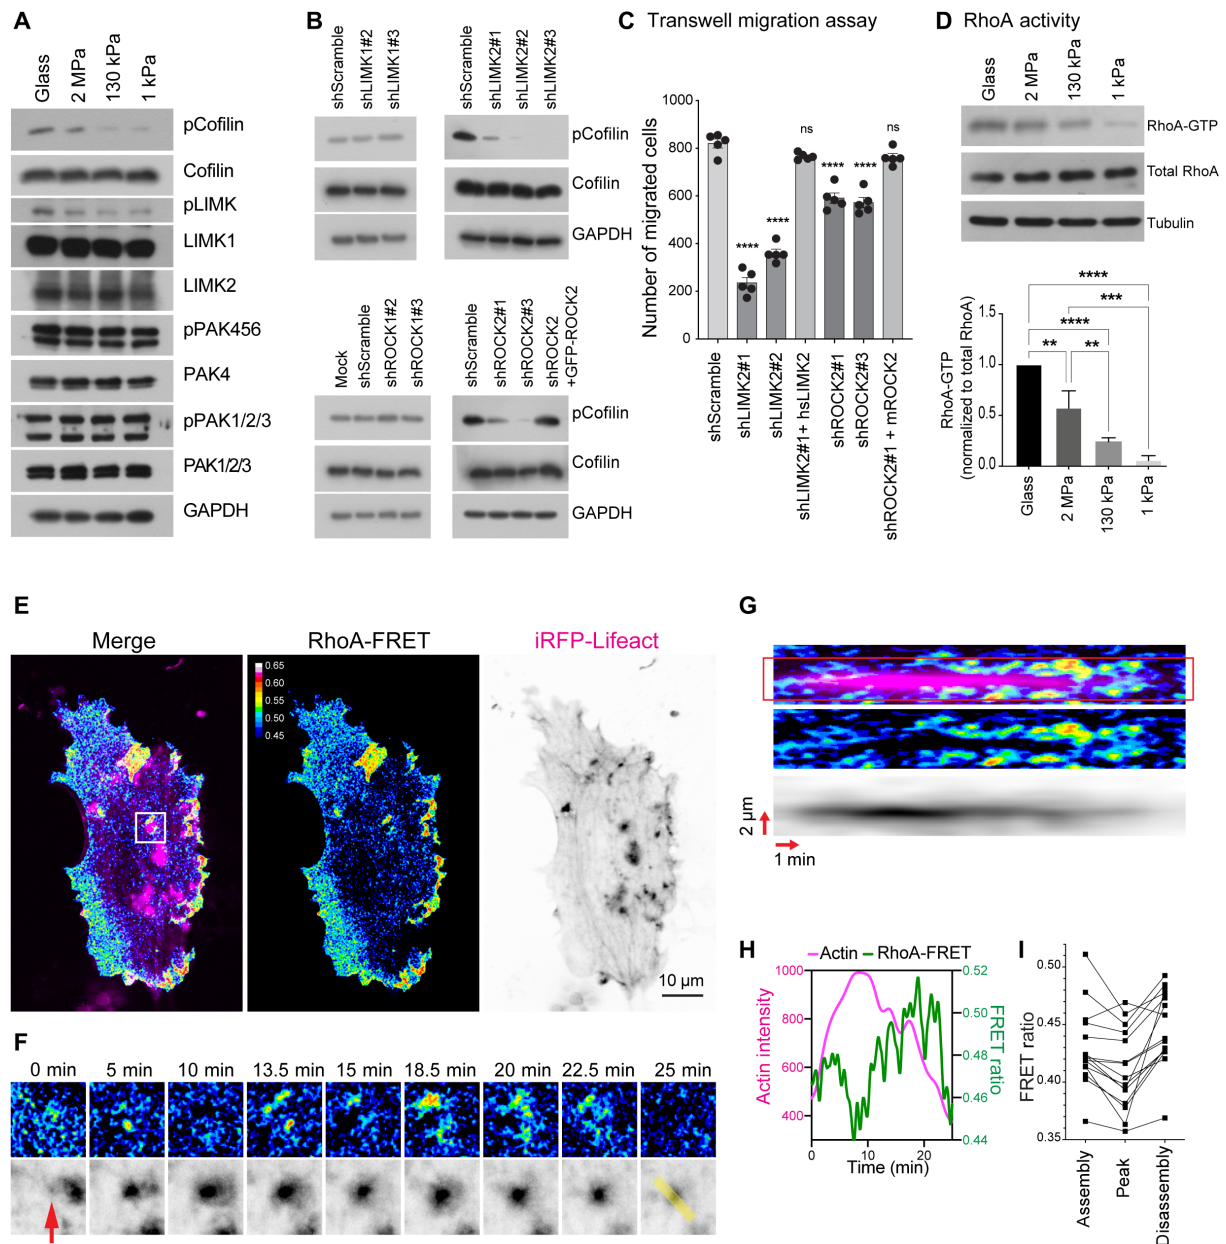 A
Glass
2 MPa
130 kPa
1 kPa
pCofilin
Cofilin
pLIMK
LIMK1
LIMK2
pPAK456
PAK4
pPAK1/2/3
PAK1/2/3
GAPDH
B
shScramble
shLIMK1#2
shLIMK1#3
shScramble
shLIMK2#1
shLIMK2#2
shLIMK2#3
pCofilin
Cofilin
GAPDH
Mock
shScramble
shROCK1#2
shROCK1#3
shScramble
shROCK2#1
shROCK2#3
shROCK2
+GFP-ROCK2
pCofilin
Cofilin
GAPDH
C Transwell migration assay
Number of migrated cells
1000
800
600
400
200
0
****
****
ns
****
****
ns
shScramble
shLIMK2#1
shLIMK2#2
shLIMK2#1+ hsLIMK2
shROCK2#1
shROCK2#3
shROCK2#1 + mROCK2
D RhoA activity
Glass
2 MPa
130 kPa
1 kPa
RhoA-GTP
Total RhoA
Tubulin
****
***
****
** **
RhoA-GTP
(normalized to total RhoA)
1.5
1.0
0.5
0.0
Glass
2 MPa
130 kPa
1 kPa
E
Merge RhoA-FRET iRFP-Lifeact
0.65
0.60
0.55
0.50
0.45
10 µm
F
0 min 5 min 10 min 13.5 min 15 min 18.5 min 20 min 22.5 min 25 min
G
2 µm
1 min
H
Actin RhoA-FRET
Actin intensity
1000
800
600
400
0.52
0.50
0.48
0.46
0.44
FRET ratio
0 10 20
Time (min)
I
FRET ratio
0.50
0.45
0.40
0.35
Assembly
Peak
Disassembly